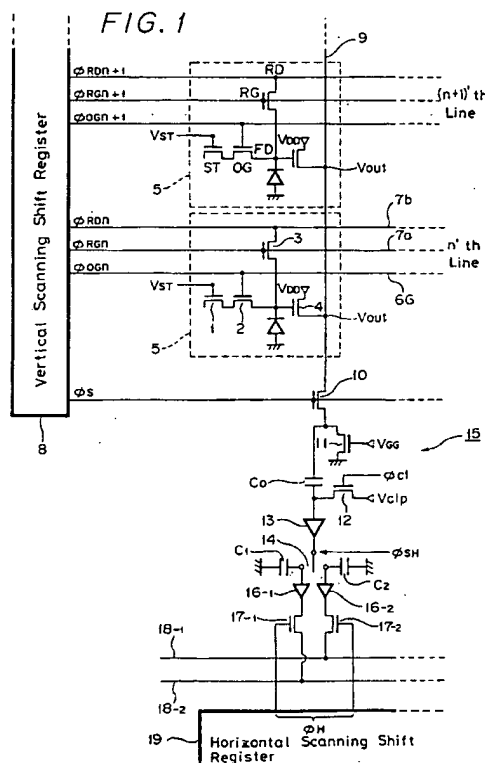 FIG. 1
9
φRDn+1
RD
φRGn+1
RG
(n+1)'th
Line
φOGn+1
VST
FD
VDD
ST
OG
Vout
5
φRDn
7b
3
7a
φRGn
n'th
Line
φOGn
6G
VST
VDD
4
1
2
Vout
5
Vertical Scanning Shift Register
φS
10
8
11
VGG
15
Co
φcl
12
Vclp
13
14
φSH
C1
C2
16-1
16-2
17-1
17-2
18-1
18-2
19
φH
Horizontal Scanning Shift
Register